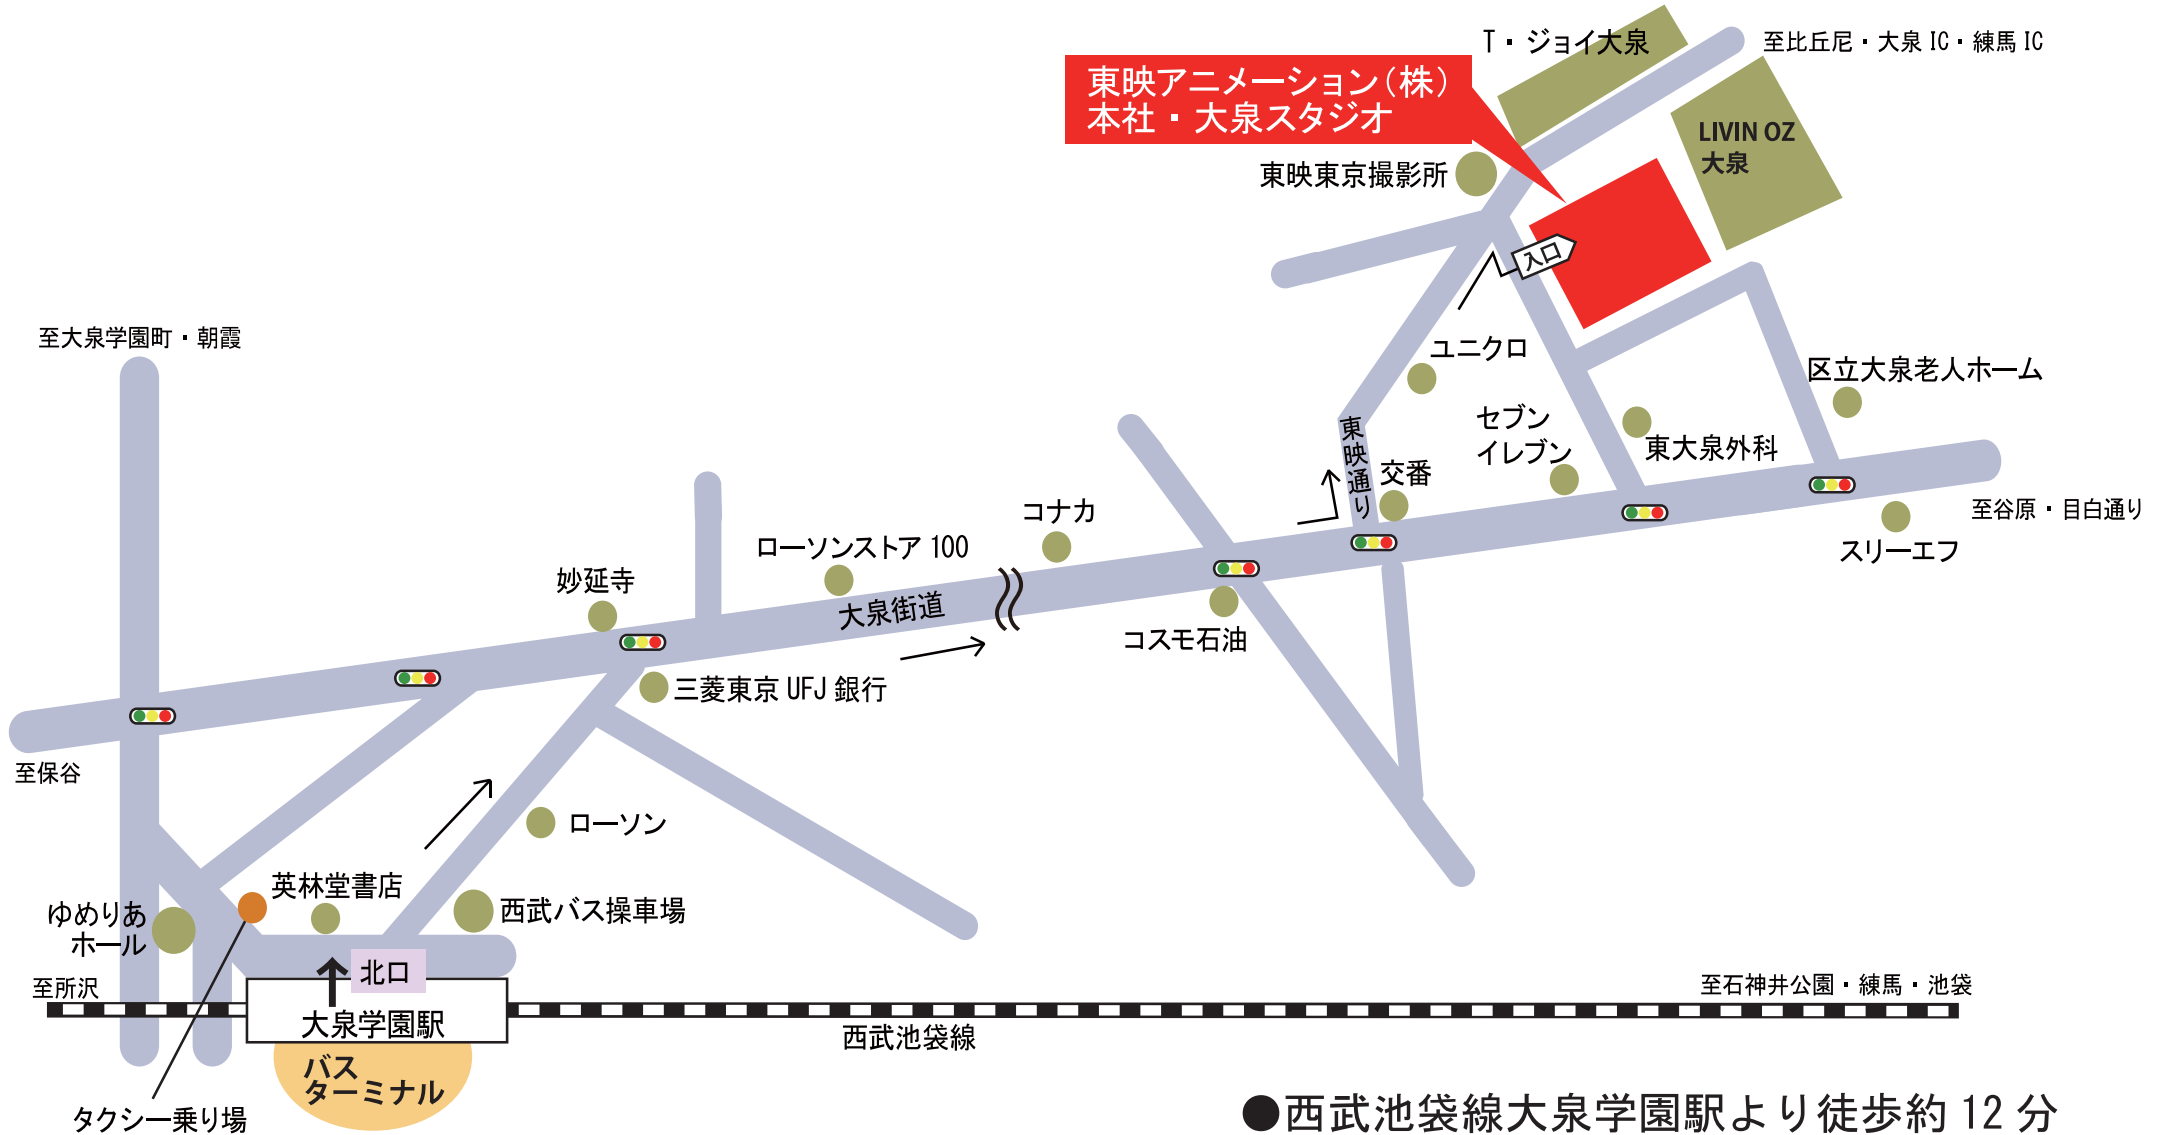 T・ジョイ大泉
至比丘尼・大泉 IC・練馬 IC
東映アニメーション(株)
本社・大泉スタジオ
LIVIN OZ
大泉
東映東京撮影所
入口
至大泉学園町・朝霞
ユニクロ
区立大泉老人ホーム
セブン
イレブン
東大泉外科
東映通り
交番
至谷原・目白通り
スリーエフ
コナカ
ローソンストア 100
妙延寺
大泉街道
コスモ石油
三菱東京 UFJ 銀行
至保谷
ローソン
英林堂書店
西武バス操車場
ゆめりあ
ホール
北口
至所沢
至石神井公園・練馬・池袋
大泉学園駅
西武池袋線
バス
ターミナル
タクシー乗り場
●西武池袋線大泉学園駅より徒歩約 12 分